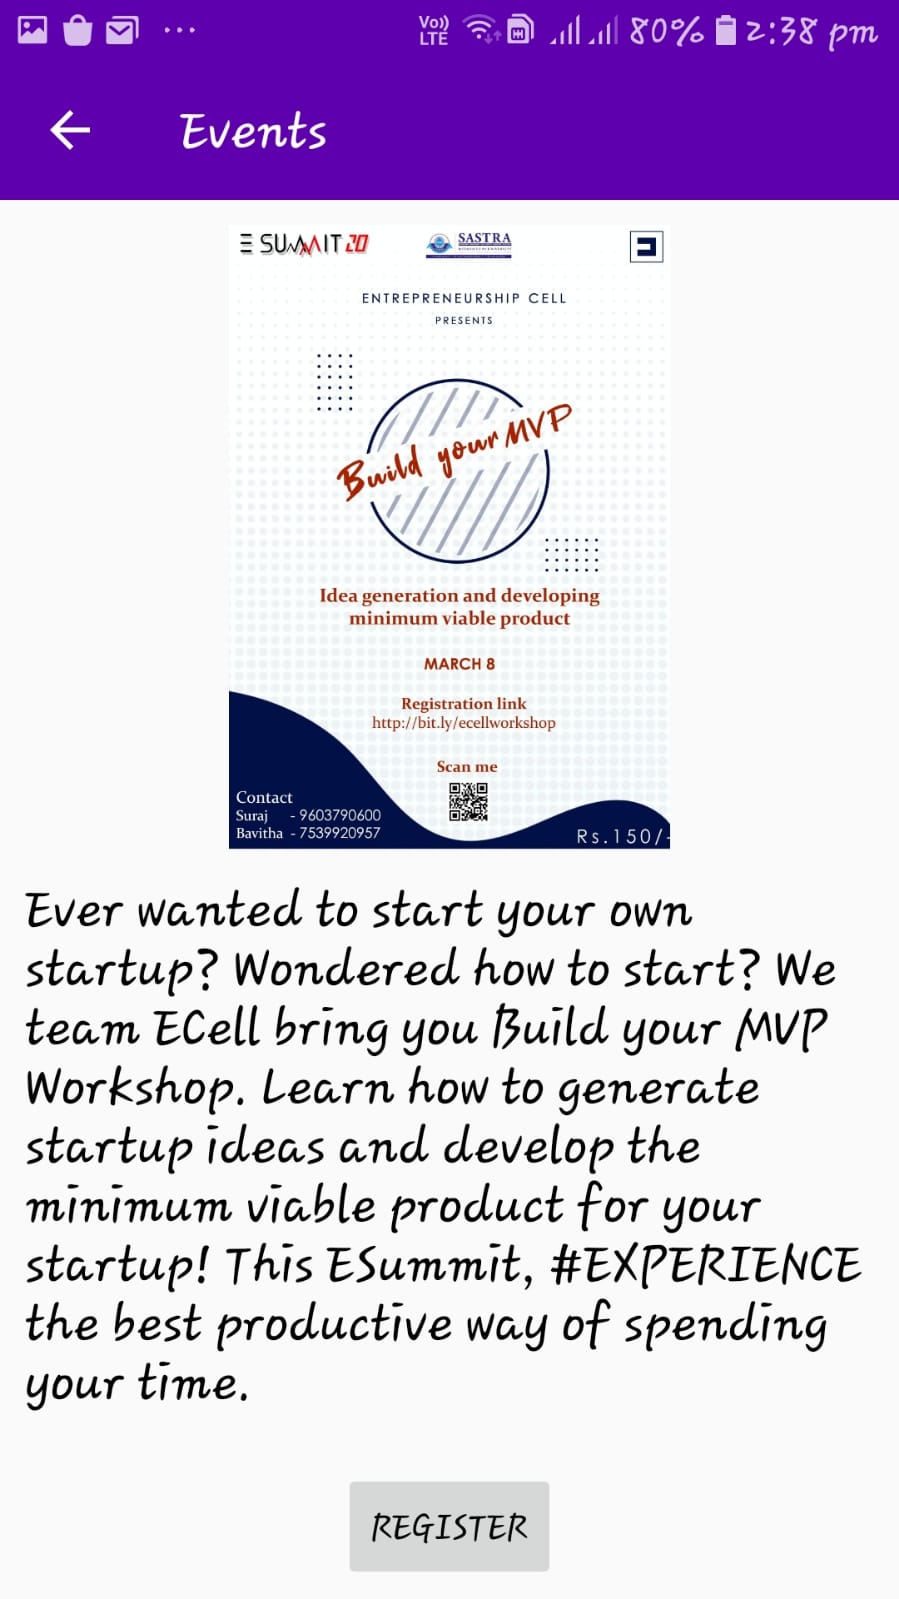 Vo)) LTE 80% 2:38 pm
Events
E SUMMIT 20
SASTRA
ENTREPRENEURSHIP CELL
PRESENTS
Build your MVP
Idea generation and developing
minimum viable product
MARCH 8
Registration link
http://bit.ly/ecellworkshop
Scan me
Contact
Suraj - 9603790600
Bavitha - 7539920957
Rs.150/-
Ever wanted to start your own
startup? Wondered how to start? We
team ECell bring you Build your MVP
Workshop. Learn how to generate
startup ideas and develop the
minimum viable product for your
startup! This ESummit, #EXPERIENCE
the best productive way of spending
your time.
REGISTER